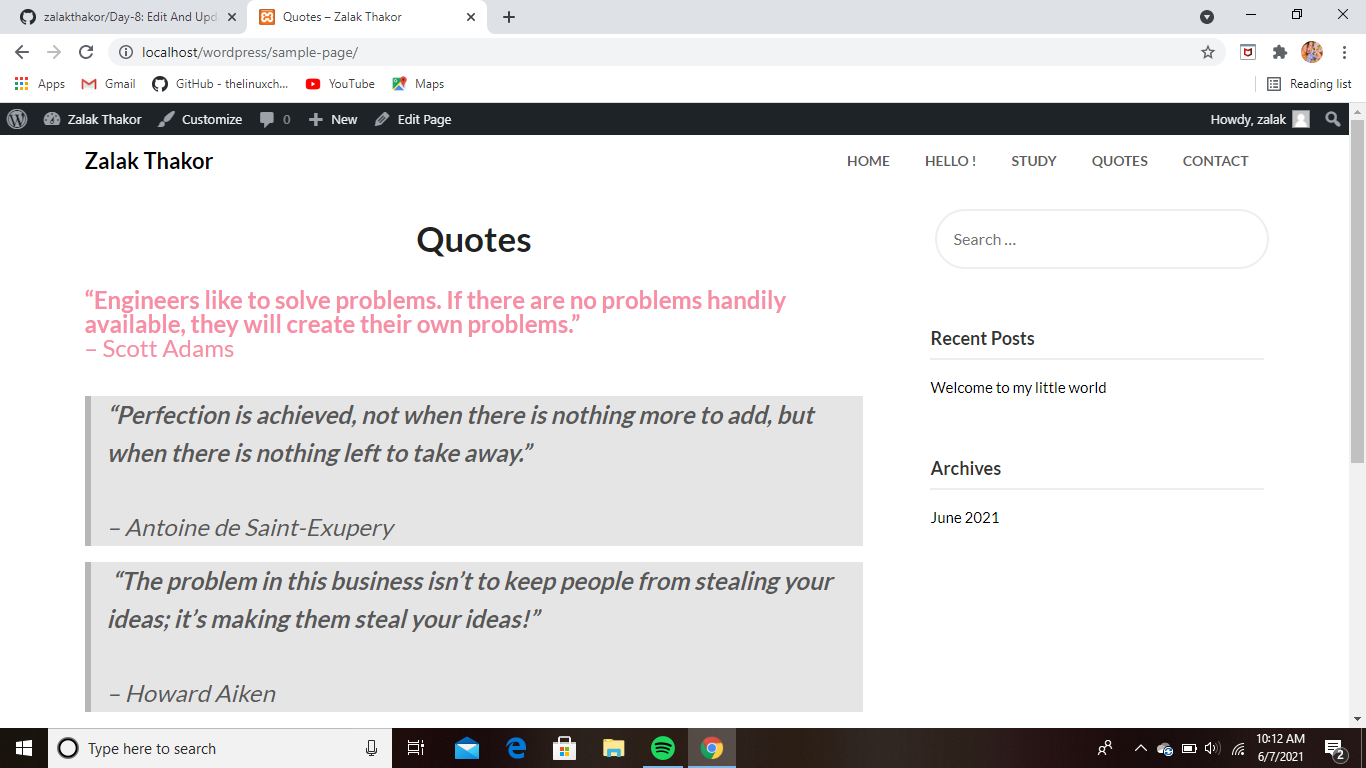 zalakthakor/Day-8: Edit And Upd
Quotes – Zalak Thakor
localhost/wordpress/sample-page/
Apps
Gmail
GitHub - thelinuxch...
YouTube
Maps
Reading list
Zalak Thakor
Customize
0
New
Edit Page
Howdy, zalak
Zalak Thakor
HOME
HELLO !
STUDY
QUOTES
CONTACT
Quotes
Search ...
“Engineers like to solve problems. If there are no problems handily
available, they will create their own problems.”
– Scott Adams
“Perfection is achieved, not when there is nothing more to add, but
when there is nothing left to take away.”
– Antoine de Saint-Exupery
“The problem in this business isn’t to keep people from stealing your
ideas; it’s making them steal your ideas!”
– Howard Aiken
Recent Posts
Welcome to my little world
Archives
June 2021
Type here to search
10:12 AM
6/7/2021
2